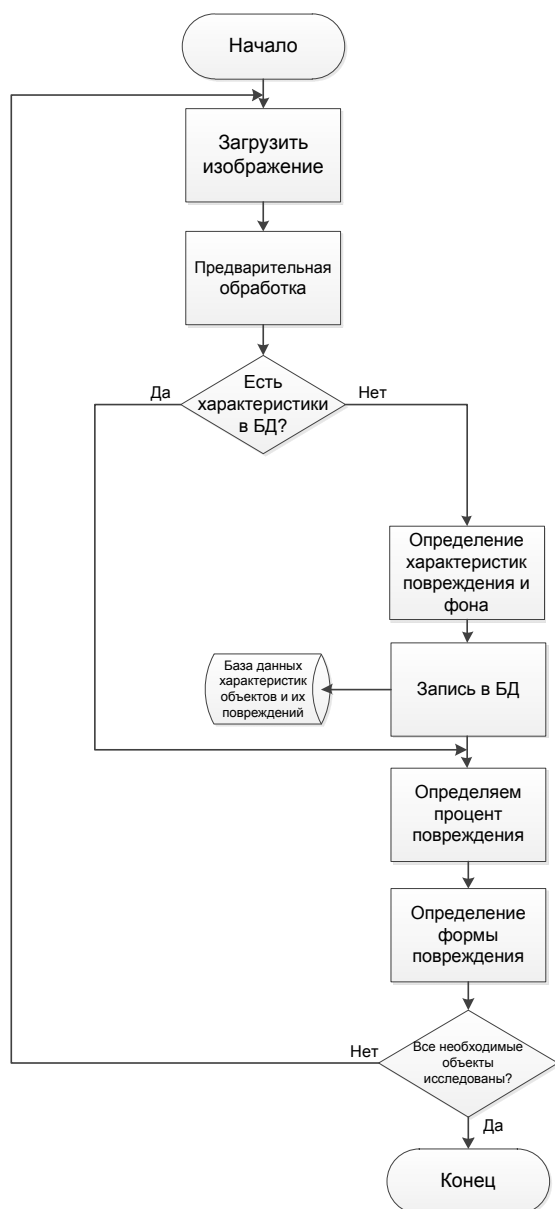 Начало
Загрузить
изображение
Предварительная
обработка
Есть
характеристики
в БД?
Да
Нет
Определение
характеристик
повреждения и
фона
Запись в БД
База данных
характеристик
объектов и их
повреждений
Определяем
процент
повреждения
Определение
формы
повреждения
Все необходимые
объекты
исследованы?
Нет
Да
Конец